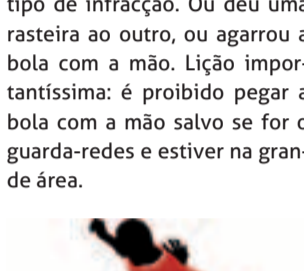 tipo de infracção. Ou deu uma
rasteira ao outro, ou agarrou a
bola com a mão. Lição impor-
tantíssima: é proibido pegar a
bola com a mão salvo se for o
guarda-redes e estiver na gran-
de área.